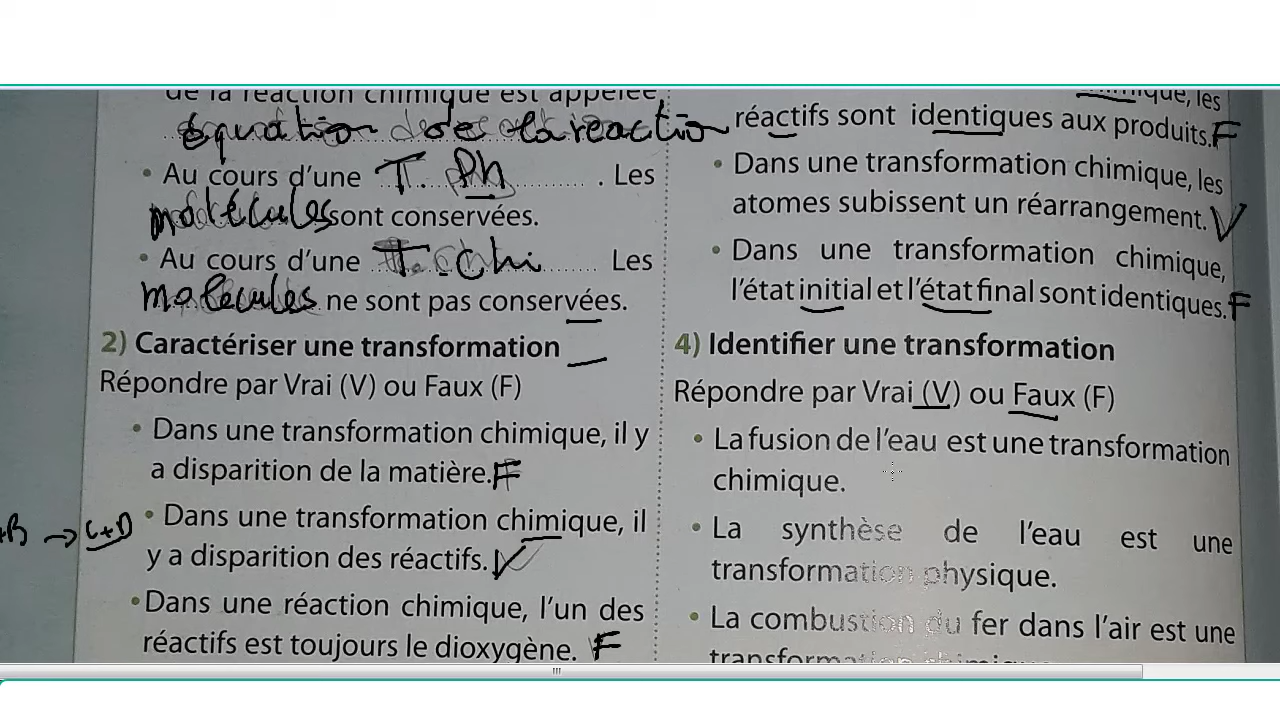 de la réaction chimique est appelée
équation de la réaction
• Au cours d'une T. Ph . Les
molécules sont conservées.
• Au cours d'une T. chi Les
molécules ne sont pas conservées.
2) Caractériser une transformation
Répondre par Vrai (V) ou Faux (F)
• Dans une transformation chimique, il y
a disparition de la matière. F
• Dans une transformation chimique, il
y a disparition des réactifs. V
+B → C+D
• Dans une réaction chimique, l'un des
réactifs est toujours le dioxygène. F
les
réactifs sont identiques aux produits. F
• Dans une transformation chimique, les
atomes subissent un réarrangement. V
• Dans une transformation chimique,
l'état initial et l'état final sont identiques. F
4) Identifier une transformation
Répondre par Vrai (V) ou Faux (F)
• La fusion de l'eau est une transformation
chimique.
• La synthèse de l'eau est une
transformation physique.
• La combustion du fer dans l'air est une
transformation chimique